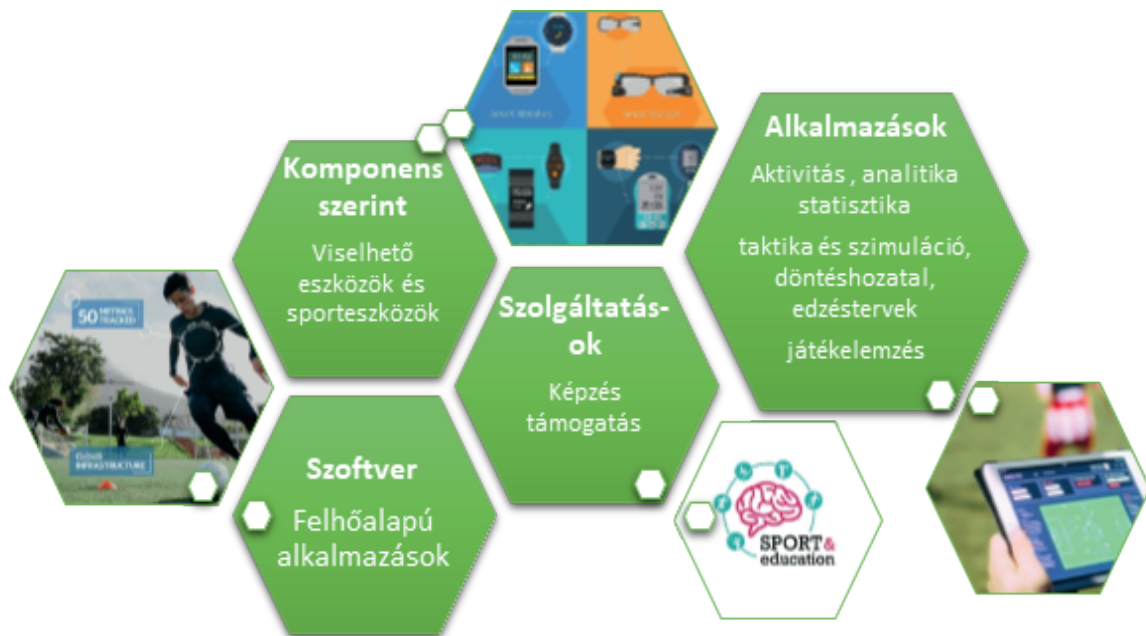 Komponens
szerint
Viselhető
eszközök és
sporteszközök
Alkalmazások
Aktivitás , analitika
statisztika
taktika és szimuláció,
döntéshozatal,
edzéstervek
játékelemzés
Szolgáltatás-
ok
Képzés
támogatás
50 METRICS
TRACKED
CLOUD
INFRASTRUCTURE
Szoftver
Felhőalapú
alkalmazások
SPORT&
education